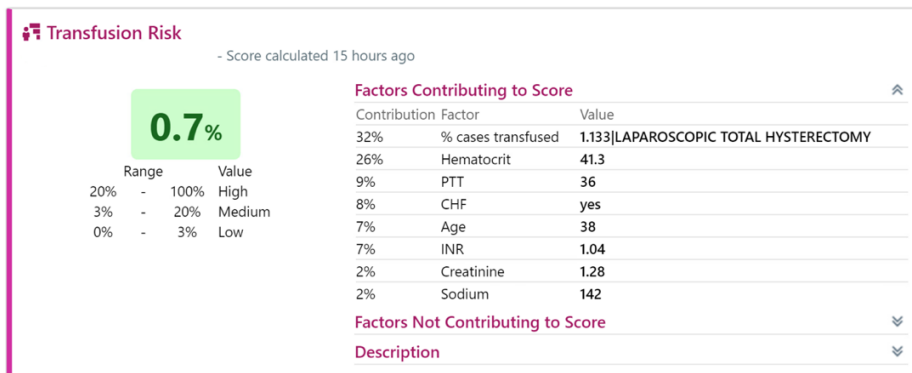 Transfusion Risk
- Score calculated 15 hours ago
0.7%
Range Value
20% - 100% High
3% - 20% Medium
0% - 3% Low
Factors Contributing to Score
Contribution Factor Value
32% % cases transfused 1.133|LAPAROSCOPIC TOTAL HYSTERECTOMY
26% Hematocrit 41.3
9% PTT 36
8% CHF yes
7% Age 38
7% INR 1.04
2% Creatinine 1.28
2% Sodium 142
Factors Not Contributing to Score
Description